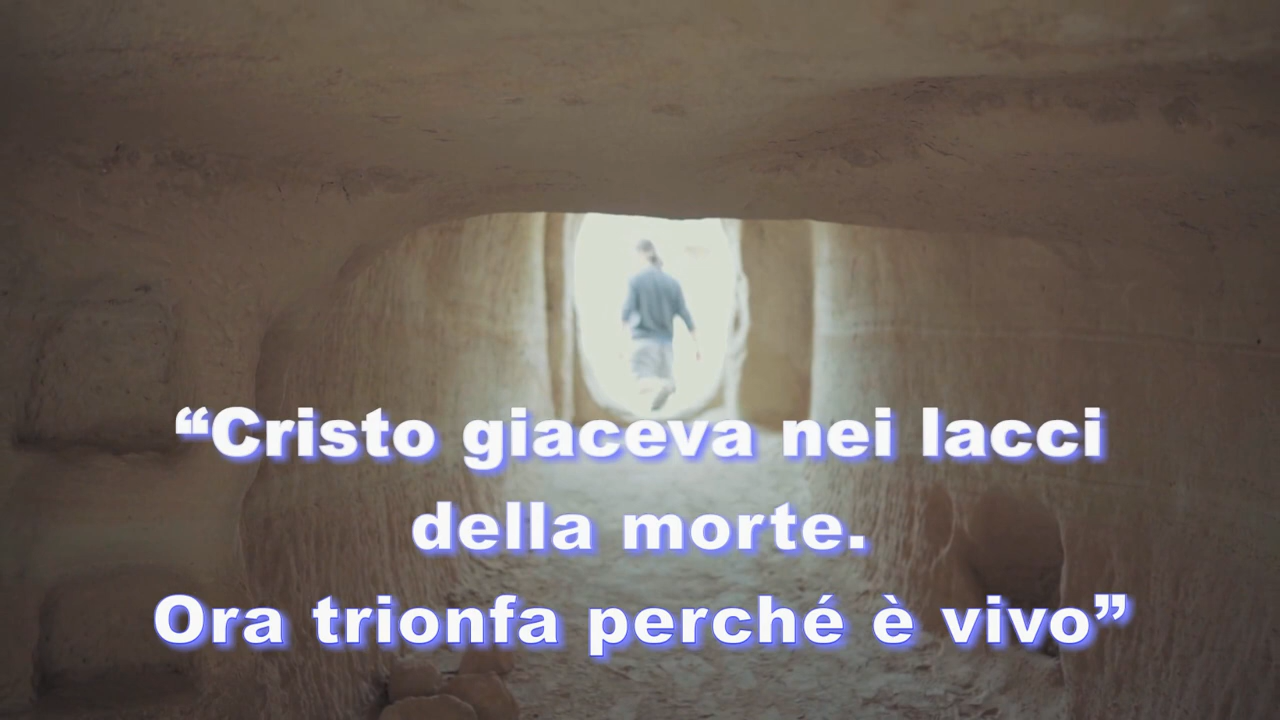 “Cristo giaceva nei lacci
della morte.
Ora trionfa perché è vivo”